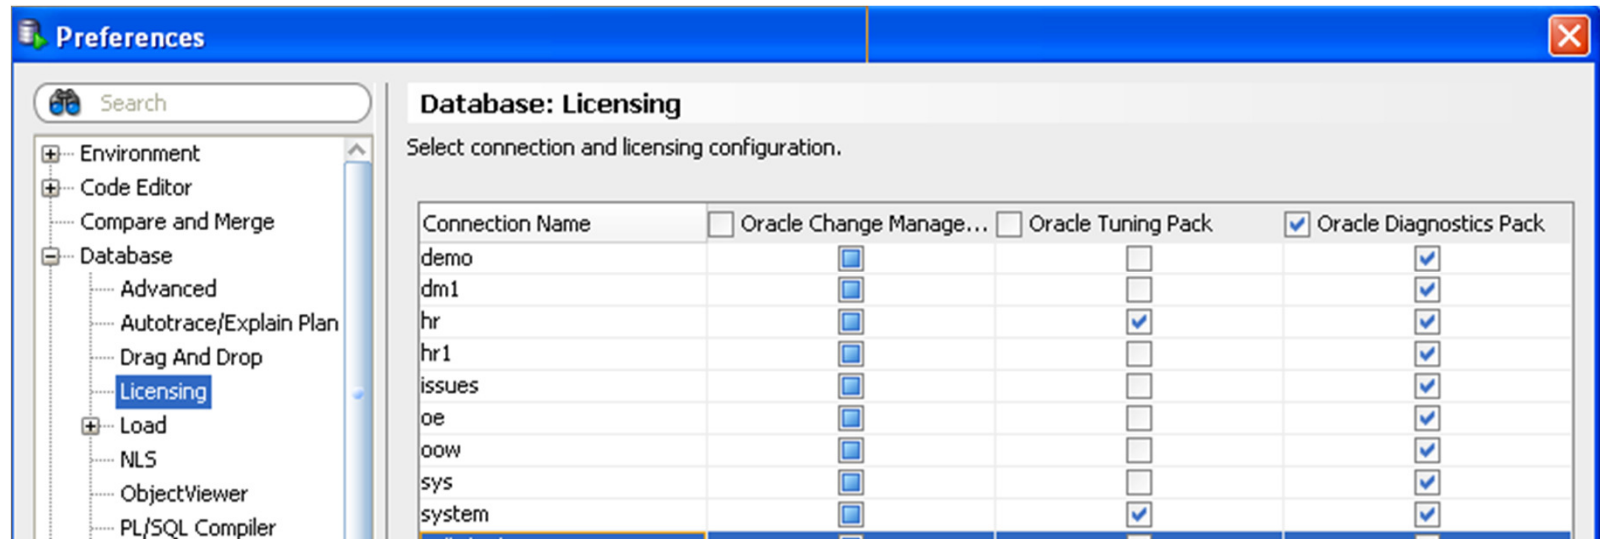 Preferences
Search
Environment
Code Editor
Compare and Merge
Database
Advanced
Autotrace/Explain Plan
Drag And Drop
Licensing
Load
NLS
ObjectViewer
PL/SQL Compiler
Database: Licensing
Select connection and licensing configuration.
Connection Name Oracle Change Manage... Oracle Tuning Pack Oracle Diagnostics Pack
demo
dm1
hr
hr1
issues
oe
oow
sys
system